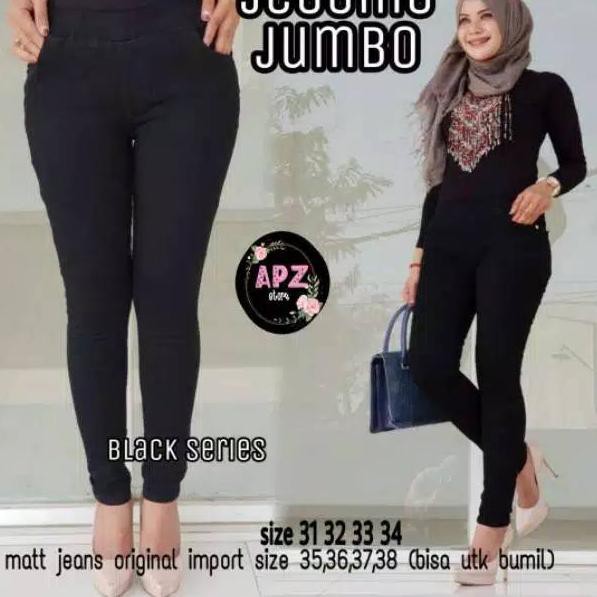 JUMBO
APZ
store
BLACK SERIES
size 31 32 33 34
matt jeans original import size 35,36,37,38 (bisa utk bumil)